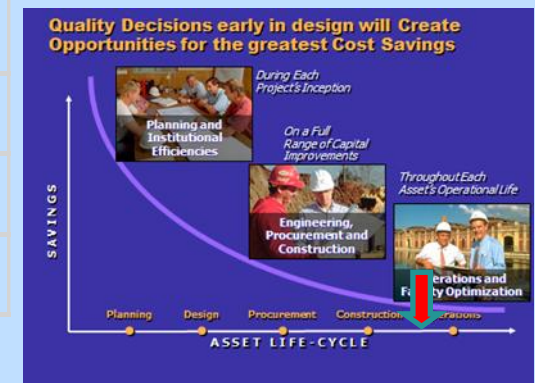 Quality Decisions early in design will Create
Opportunities for the greatest Cost Savings
During Each
Project's Inception
Planning and
Institutional
Efficiencies
On a Full
Range of Capital
Improvements
Engineering,
Procurement and
Construction
Throughout Each
Asset's Operational Life
and
Optimization
SAVINGS
Planning Design Procurement
ASSET LIFE-CYCLE